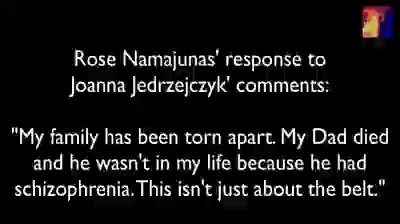 Rose Namajunas' response to
Joanna Jedrzejczyk' comments:
"My family has been torn apart. My Dad died
and he wasn't in my life because he had
schizophrenia. This isn't just about the belt."